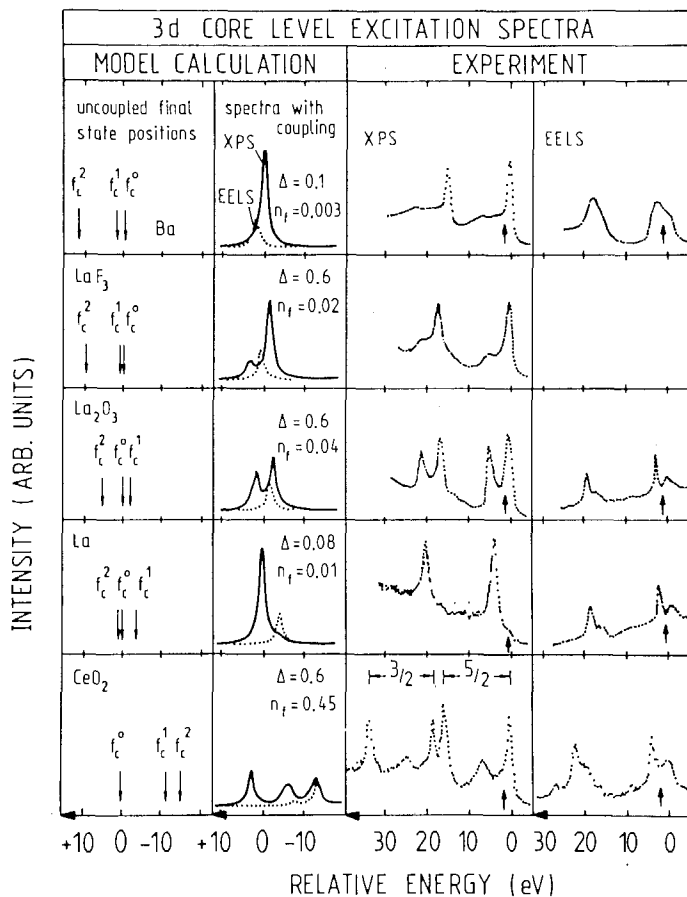 3d CORE LEVEL EXCITATION SPECTRA
MODEL CALCULATION
EXPERIMENT
uncoupled final
state positions
f_c^2 f_c^1 f_c^0
Ba
spectra with
coupling
XPS
EELS
Δ = 0,1
n_f = 0,003
XPS
EELS
LaF₃
f_c^2 f_c^1 f_c^0
Δ = 0.6
n_f = 0.02
La₂O₃
f_c^2 f_c^0 f_c^1
Δ = 0.6
n_f = 0.04
La
f_c^2 f_c^0 f_c^1
Δ = 0.08
n_f = 0.01
CeO₂
f_c^0 f_c^1 f_c^2
Δ = 0.6
n_f = 0.45
3/2 5/2
INTENSITY (ARB. UNITS)
+10 0 -10 +10 0 -10 30 20 10 0 30 20 10 0
RELATIVE ENERGY (eV)